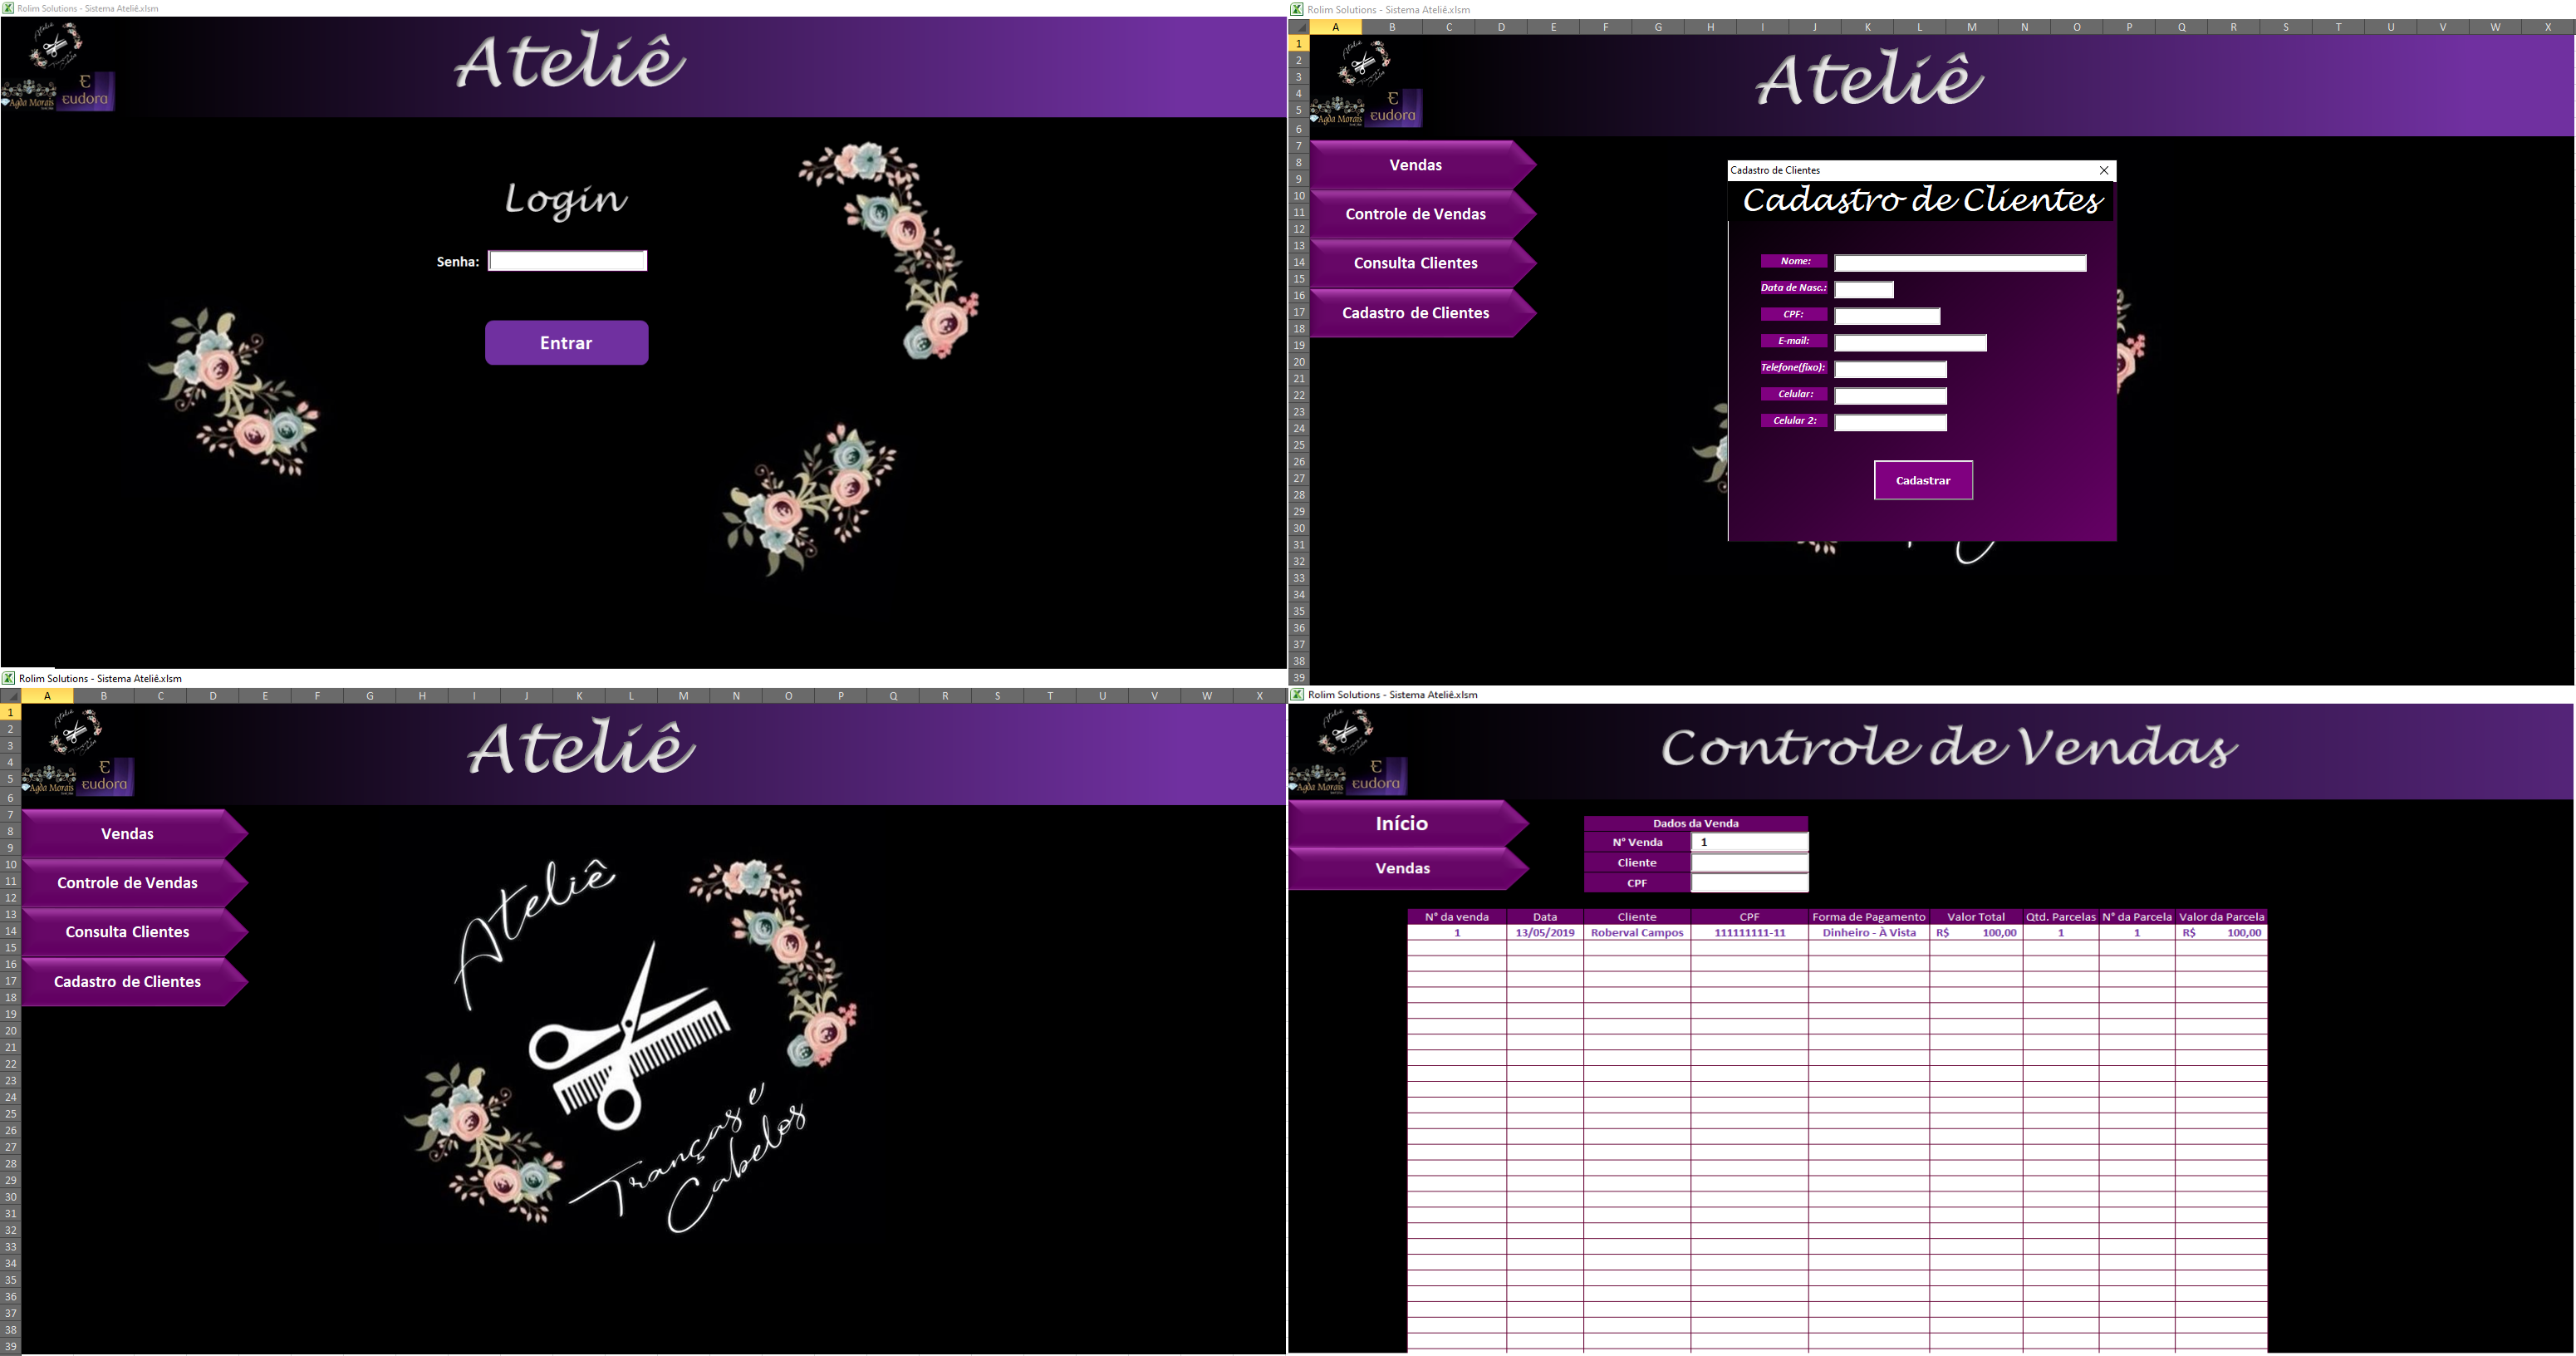 Rolim Solutions - Sistema Ateliê.xlsm
Ateliê
Agda Morais
E
eudora
Login
Senha:
Entrar
Rolim Solutions - Sistema Ateliê.xlsm
A B C D E F G H I J K L M N O P Q R S T U V W X
1
2
3
4
5
6
7
8
9
10
11
12
13
14
15
16
17
18
19
20
21
22
23
24
25
26
27
28
29
30
31
32
33
34
35
36
37
38
39
Ateliê
Agda Morais
E
eudora
Vendas
Controle de Vendas
Consulta Clientes
Cadastro de Clientes
Cadastro de Clientes
Cadastro de Clientes
Nome:
Data de Nasc.:
CPF:
E-mail:
Telefone(fixo):
Celular:
Celular 2:
Cadastrar
Rolim Solutions - Sistema Ateliê.xlsm
A B C D E F G H I J K L M N O P Q R S T U V W X
1
2
3
4
5
6
7
8
9
10
11
12
13
14
15
16
17
18
19
20
21
22
23
24
25
26
27
28
29
30
31
32
33
34
35
36
37
38
39
Ateliê
Agda Morais
E
eudora
Vendas
Controle de Vendas
Consulta Clientes
Cadastro de Clientes
Ateliê
Tranças e
Cabelos
Rolim Solutions - Sistema Ateliê.xlsm
Controle de Vendas
Agda Morais
E
eudora
Início
Vendas
Dados da Venda
N° Venda 1
Cliente
CPF
N° da venda Data Cliente CPF Forma de Pagamento Valor Total Qtd. Parcelas N° da Parcela Valor da Parcela
1 13/05/2019 Roberval Campos 111111111-11 Dinheiro - À Vista R$ 100,00 1 1 R$ 100,00